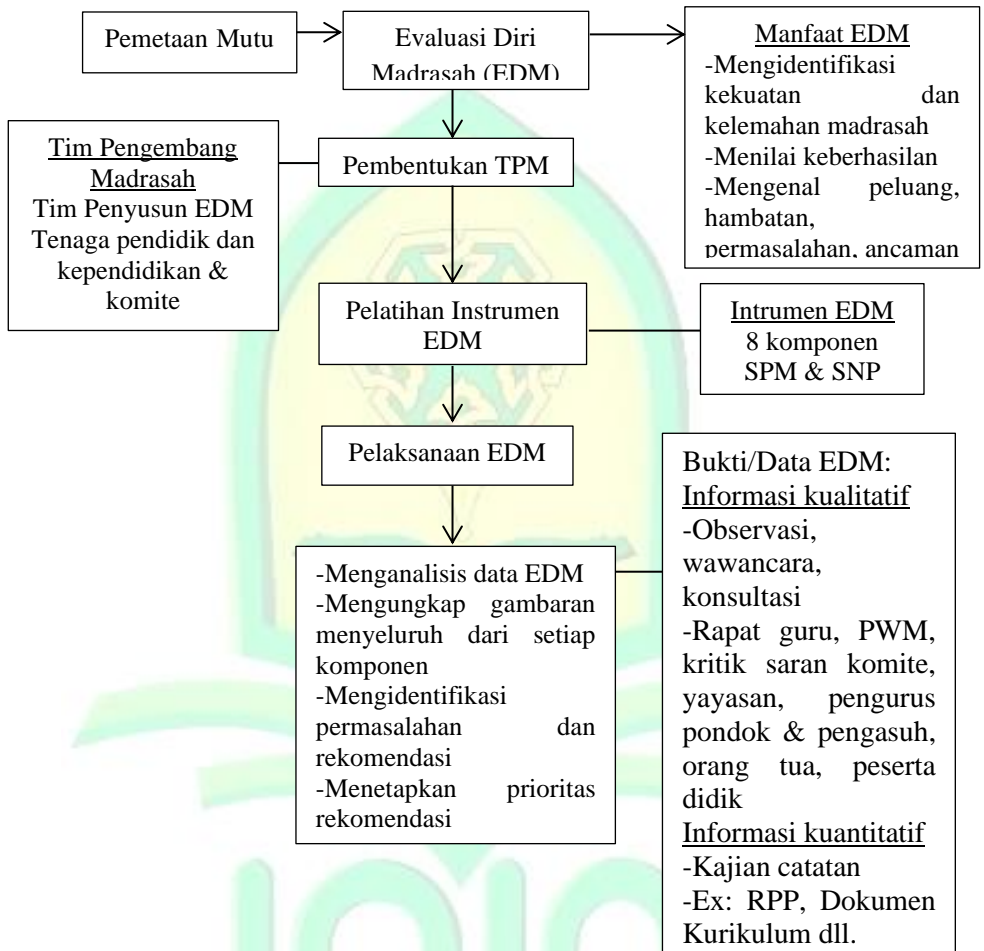 Pemetaan Mutu
Evaluasi Diri
Madrasah (EDM)
Manfaat EDM
-Mengidentifikasi
kekuatan dan
kelemahan madrasah
-Menilai keberhasilan
-Mengenal peluang,
hambatan,
permasalahan, ancaman
Tim Pengembang
Madrasah
Tim Penyusun EDM
Tenaga pendidik dan
kependidikan &
komite
Pembentukan TPM
Pelatihan Instrumen
EDM
Intrumen EDM
8 komponen
SPM & SNP
Pelaksanaan EDM
-Menganalisis data EDM
-Mengungkap gambaran
menyeluruh dari setiap
komponen
-Mengidentifikasi
permasalahan dan
rekomendasi
-Menetapkan prioritas
rekomendasi
Bukti/Data EDM:
Informasi kualitatif
-Observasi,
wawancara,
konsultasi
-Rapat guru, PWM,
kritik saran komite,
yayasan, pengurus
pondok & pengasuh,
orang tua, peserta
didik
Informasi kuantitatif
-Kajian catatan
-Ex: RPP, Dokumen
Kurikulum dll.